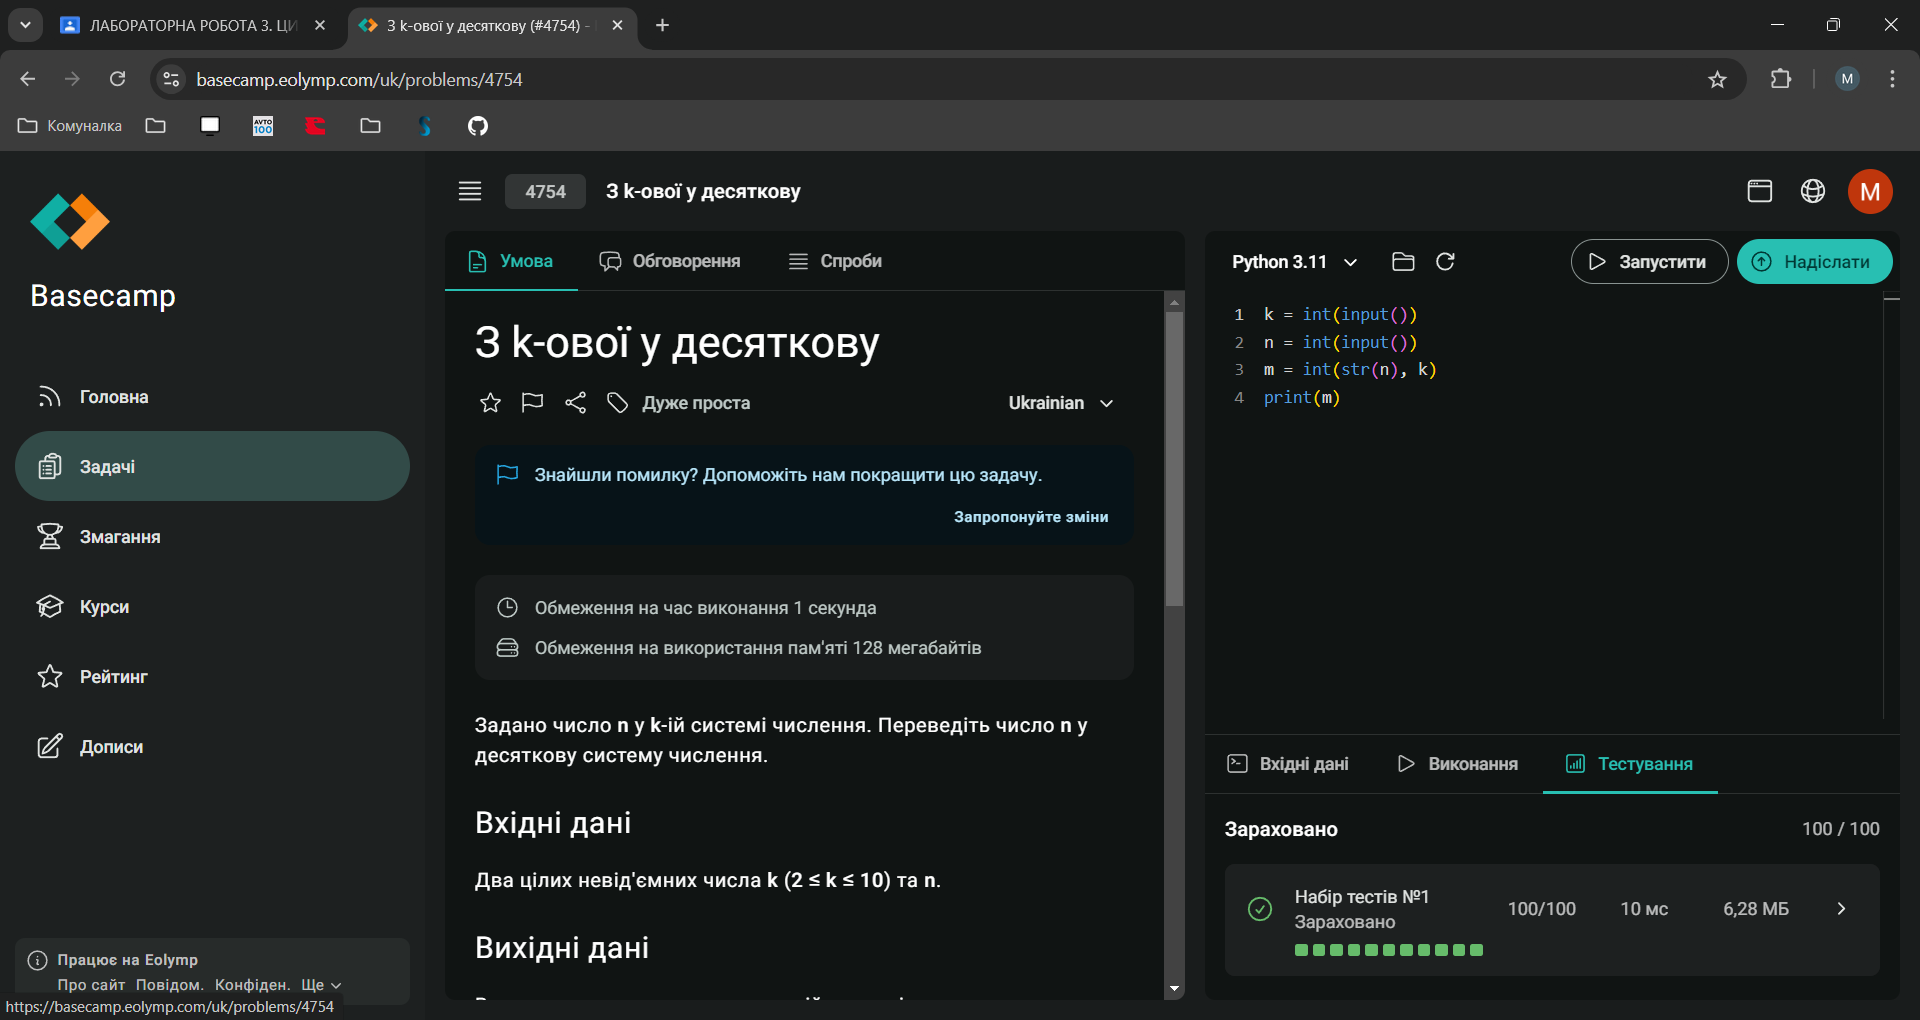 ЛАБОРАТОРНА РОБОТА 3. ЦИ
З k-ової у десяткову (#4754) -
basecamp.eolymp.com/uk/problems/4754
M
Комуналка
AVTO
100
Basecamp
Головна
Задачі
Змагання
Курси
Рейтинг
Дописи
Працює на Eolymp
Про сайт Повідом. Конфіден. Ще
https://basecamp.eolymp.com/uk/problems/4754
4754 З k-ової у десяткову
M
Умова Обговорення Спроби
З k-ової у десяткову
Дуже проста
Ukrainian
Знайшли помилку? Допоможіть нам покращити цю задачу.
Запропонуйте зміни
Обмеження на час виконання 1 секунда
Обмеження на використання пам'яті 128 мегабайтів
Задано число n у k-ій системі числення. Переведіть число n у
десяткову систему числення.
Вхідні дані
Два цілих невід'ємних числа k (2 ≤ k ≤ 10) та n.
Вихідні дані
Python 3.11
Запустити
Надіслати
1 k = int(input())
2 n = int(input())
3 m = int(str(n), k)
4 print(m)
Вхідні дані Виконання Тестування
Зараховано 100 / 100
Набір тестів №1
Зараховано
100/100 10 мс 6,28 МБ